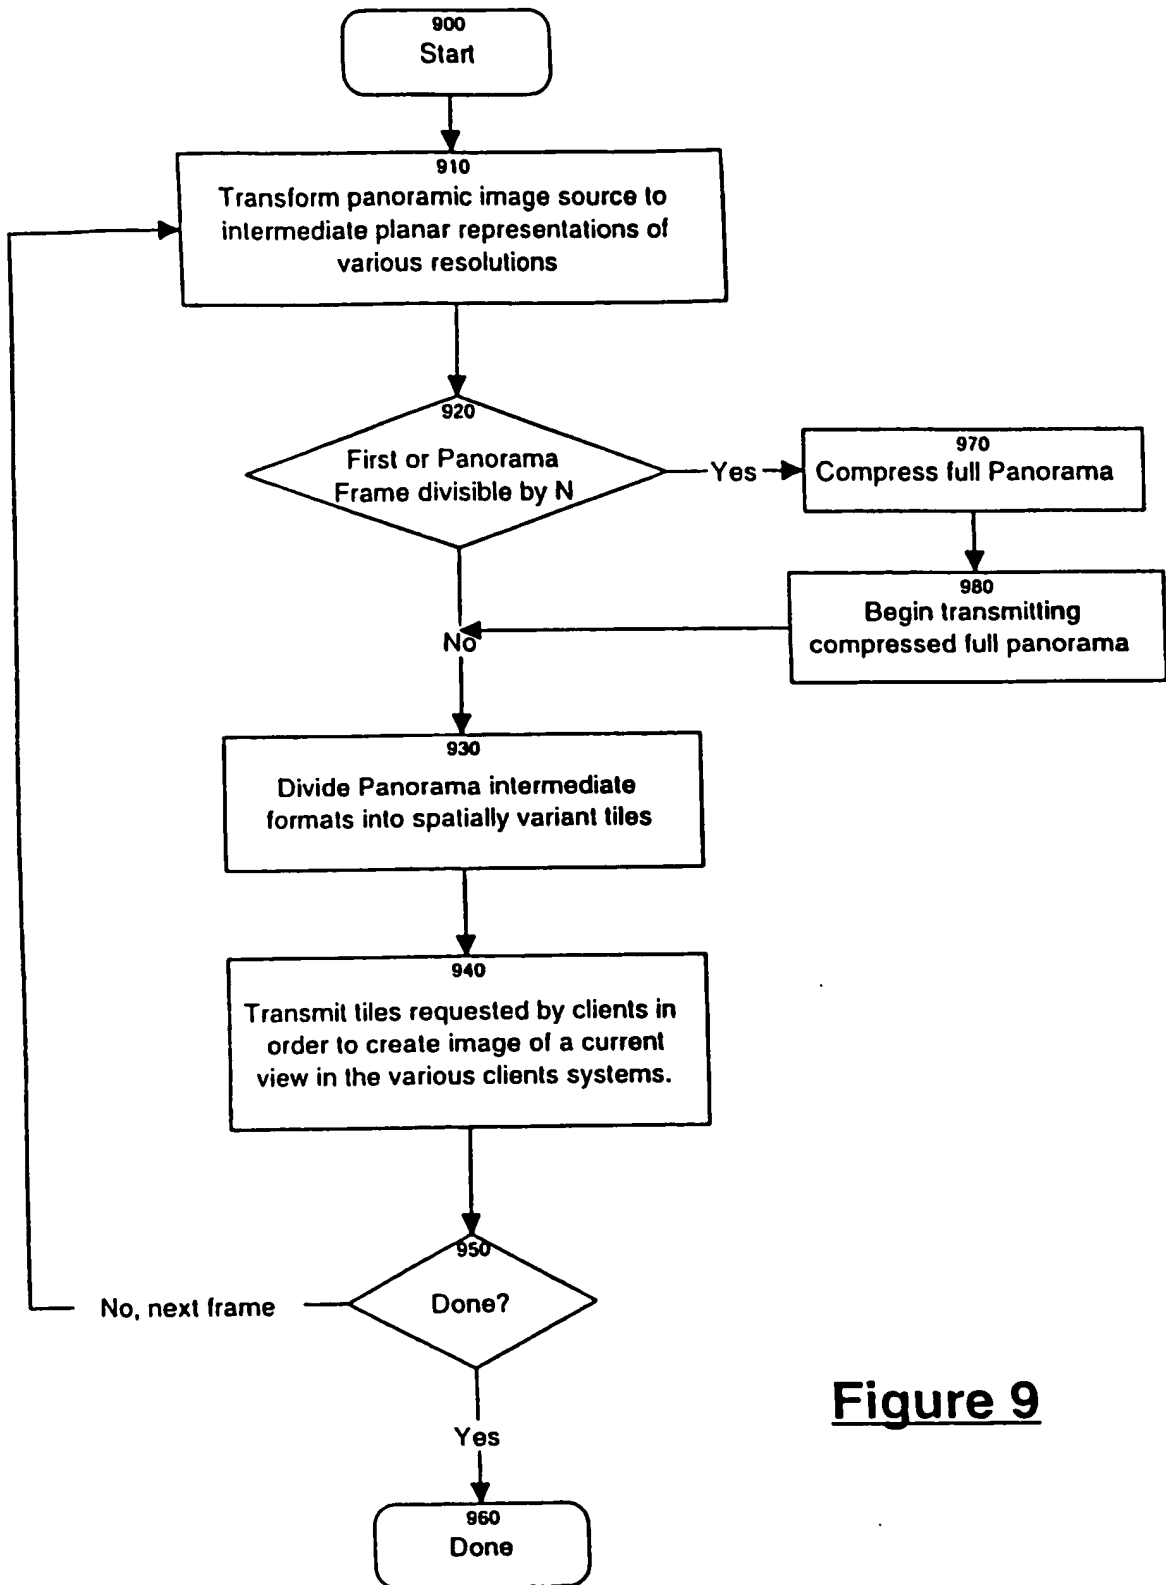 900
Start
910
Transform panoramic image source to
intermediate planar representations of
various resolutions
920
First or Panorama
Frame divisible by N
Yes
970
Compress full Panorama
980
Begin transmitting
compressed full panorama
No
930
Divide Panorama intermediate
formats into spatially variant tiles
940
Transmit tiles requested by clients in
order to create image of a current
view in the various clients systems.
950
Done?
No, next frame
Yes
960
Done
Figure 9